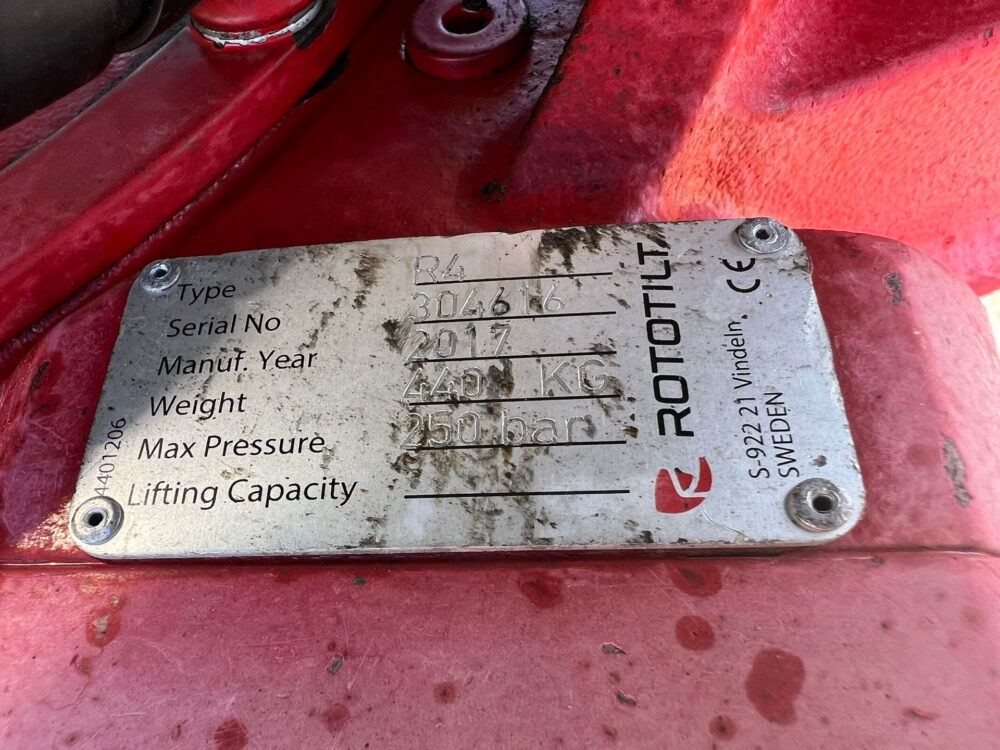 Type R4
Serial No 304616
Manuf. Year 2017
Weight 440 KG
Max Pressure 250 bar
Lifting Capacity
1401206
ROTOTILT
CE
S-922 21 Vindeln,
SWEDEN